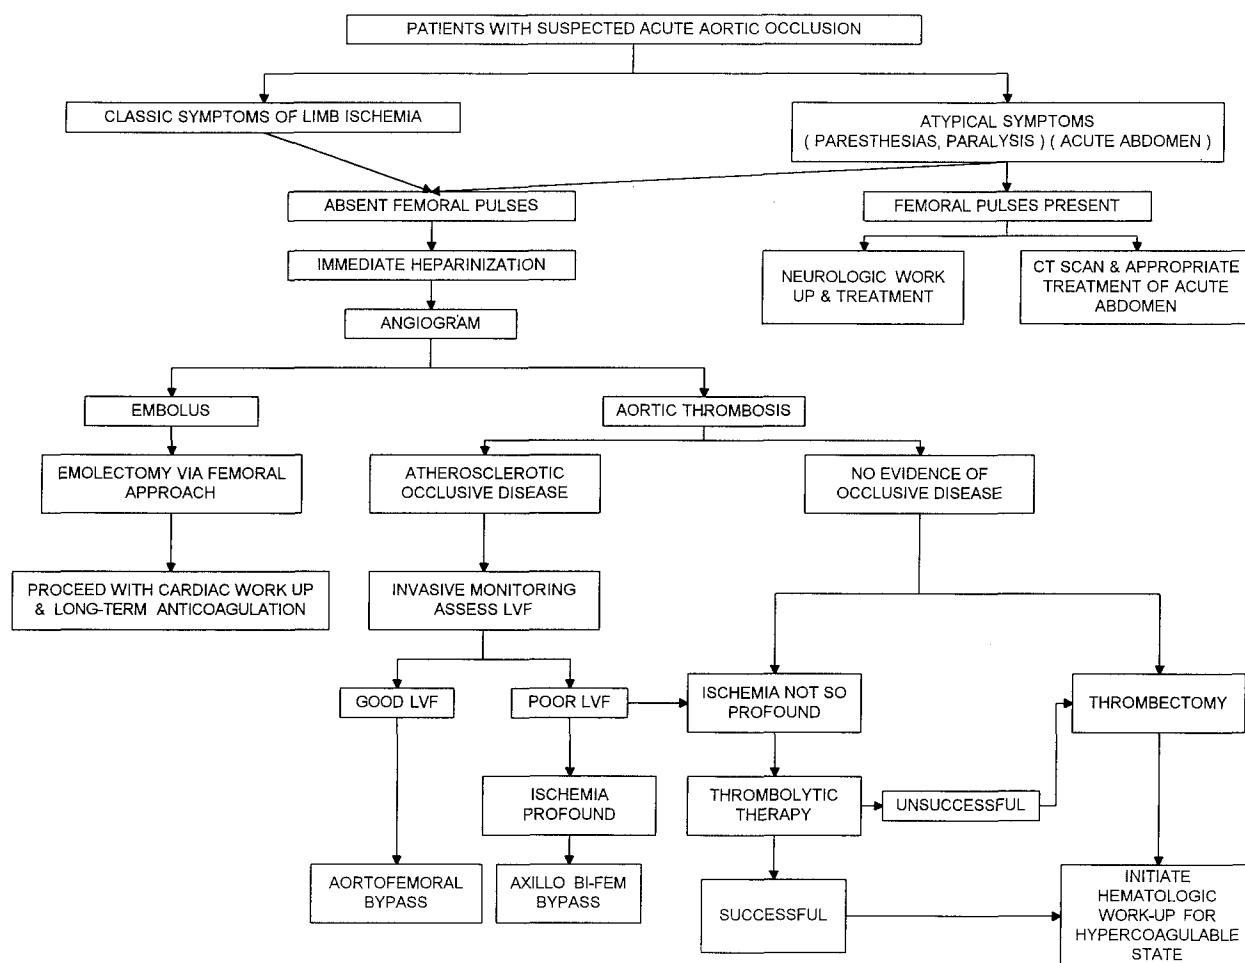 PATIENTS WITH SUSPECTED ACUTE AORTIC OCCLUSION
CLASSIC SYMPTOMS OF LIMB ISCHEMIA
ATYPICAL SYMPTOMS
( PARESTHESIAS, PARALYSIS ) ( ACUTE ABDOMEN )
ABSENT FEMORAL PULSES
FEMORAL PULSES PRESENT
IMMEDIATE HEPARINIZATION
NEUROLOGIC WORK
UP & TREATMENT
CT SCAN & APPROPRIATE
TREATMENT OF ACUTE
ABDOMEN
ANGIOGRAM
EMBOLUS
AORTIC THROMBOSIS
EMOLECTOMY VIA FEMORAL
APPROACH
ATHEROSCLEROTIC
OCCLUSIVE DISEASE
NO EVIDENCE OF
OCCLUSIVE DISEASE
PROCEED WITH CARDIAC WORK UP
& LONG-TERM ANTICOAGULATION
INVASIVE MONITORING
ASSESS LVF
GOOD LVF
POOR LVF
ISCHEMIA NOT SO
PROFOUND
THROMBECTOMY
ISCHEMIA
PROFOUND
THROMBOLYTIC
THERAPY
UNSUCCESSFUL
AORTOFEMORAL
BYPASS
AXILLO BI-FEM
BYPASS
SUCCESSFUL
INITIATE
HEMATOLOGIC
WORK-UP FOR
HYPERCOAGULABLE
STATE